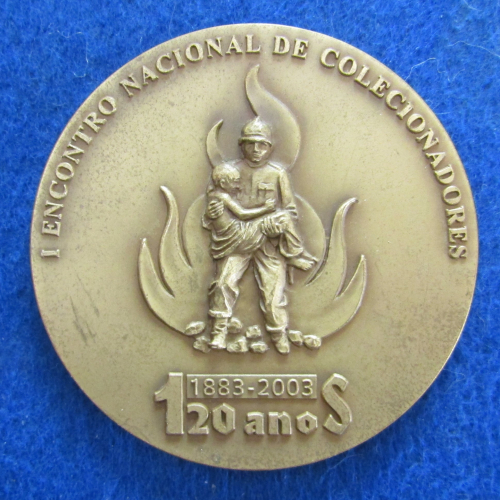 I ENCONTRO NACIONAL DE COLECIONADORES
1883-2003
120 anoS